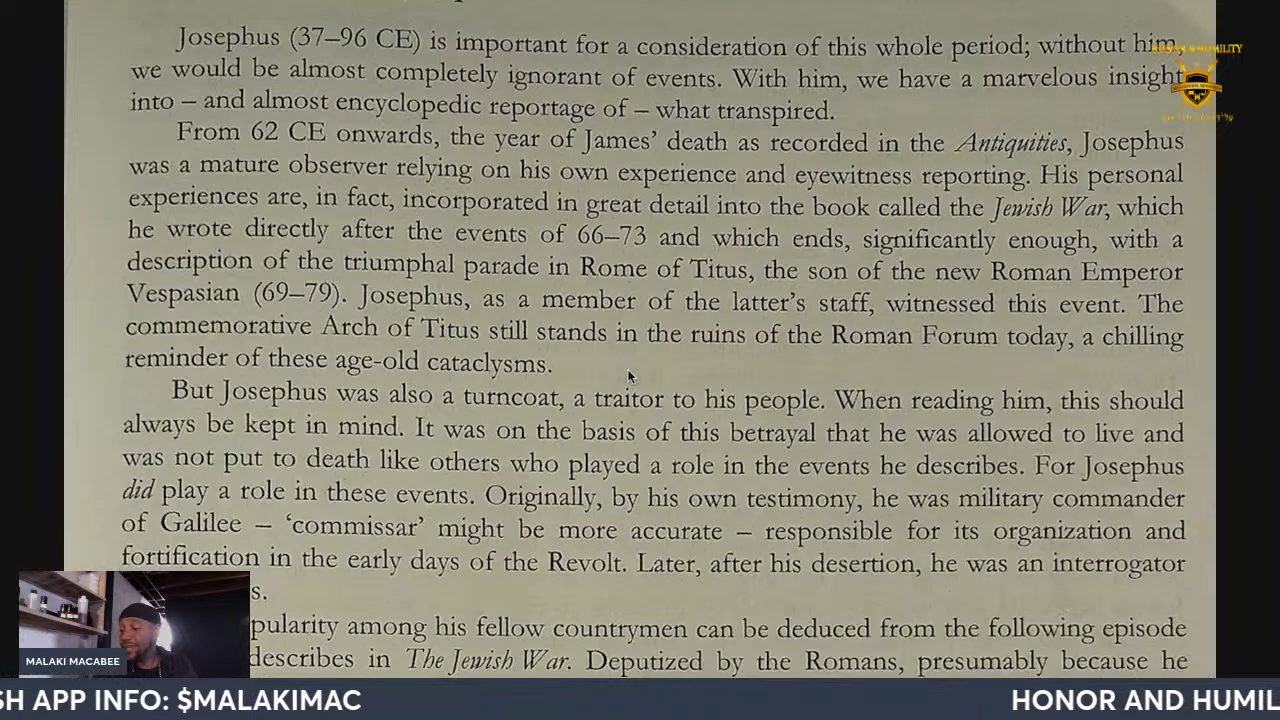 Josephus (37–96 CE) is important for a consideration of this whole period; without him,
we would be almost completely ignorant of events. With him, we have a marvelous insight
into – and almost encyclopedic reportage of – what transpired.
From 62 CE onwards, the year of James’ death as recorded in the Antiquities, Josephus
was a mature observer relying on his own experience and eyewitness reporting. His personal
experiences are, in fact, incorporated in great detail into the book called the Jewish War, which
he wrote directly after the events of 66–73 and which ends, significantly enough, with a
description of the triumphal parade in Rome of Titus, the son of the new Roman Emperor
Vespasian (69–79). Josephus, as a member of the latter’s staff, witnessed this event. The
commemorative Arch of Titus still stands in the ruins of the Roman Forum today, a chilling
reminder of these age-old cataclysms.
But Josephus was also a turncoat, a traitor to his people. When reading him, this should
always be kept in mind. It was on the basis of this betrayal that he was allowed to live and
was not put to death like others who played a role in the events he describes. For Josephus
did play a role in these events. Originally, by his own testimony, he was military commander
of Galilee – ‘commissar’ might be more accurate – responsible for its organization and
fortification in the early days of the Revolt. Later, after his desertion, he was an interrogator
s.
pularity among his fellow countrymen can be deduced from the following episode
describes in The Jewish War. Deputized by the Romans, presumably because he
HONOR & HUMILITY
MALAKI MACABEE
SH APP INFO: $MALAKIMAC
HONOR AND HUMIL